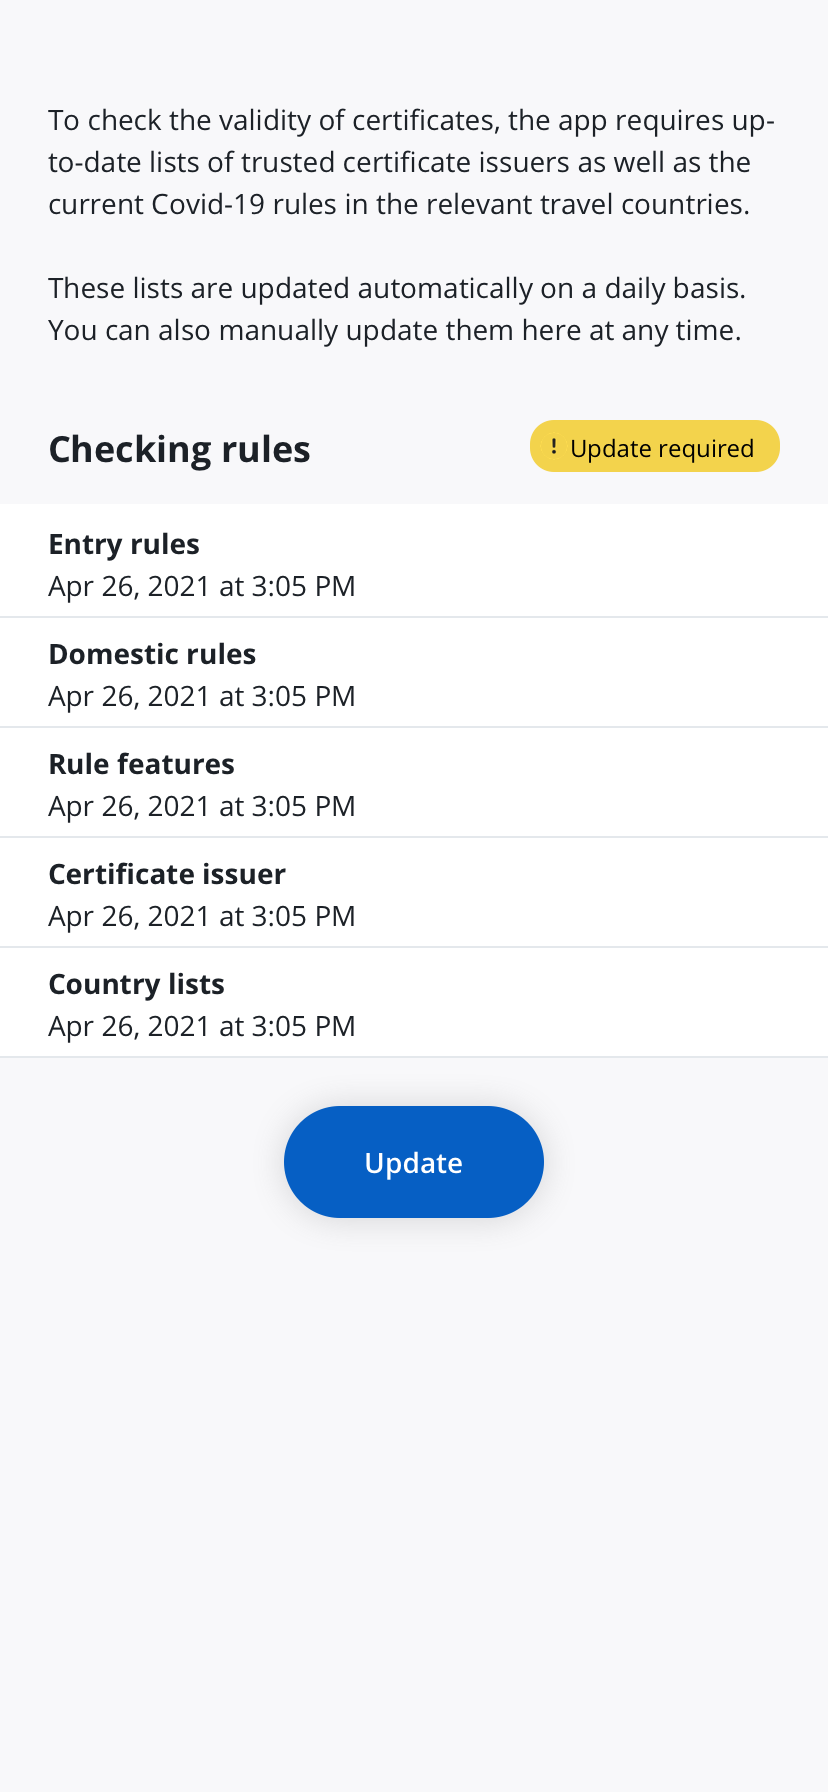 To check the validity of certificates, the app requires up-
to-date lists of trusted certificate issuers as well as the
current Covid-19 rules in the relevant travel countries.
These lists are updated automatically on a daily basis.
You can also manually update them here at any time.
Checking rules
! Update required
Entry rules
Apr 26, 2021 at 3:05 PM
Domestic rules
Apr 26, 2021 at 3:05 PM
Rule features
Apr 26, 2021 at 3:05 PM
Certificate issuer
Apr 26, 2021 at 3:05 PM
Country lists
Apr 26, 2021 at 3:05 PM
Update